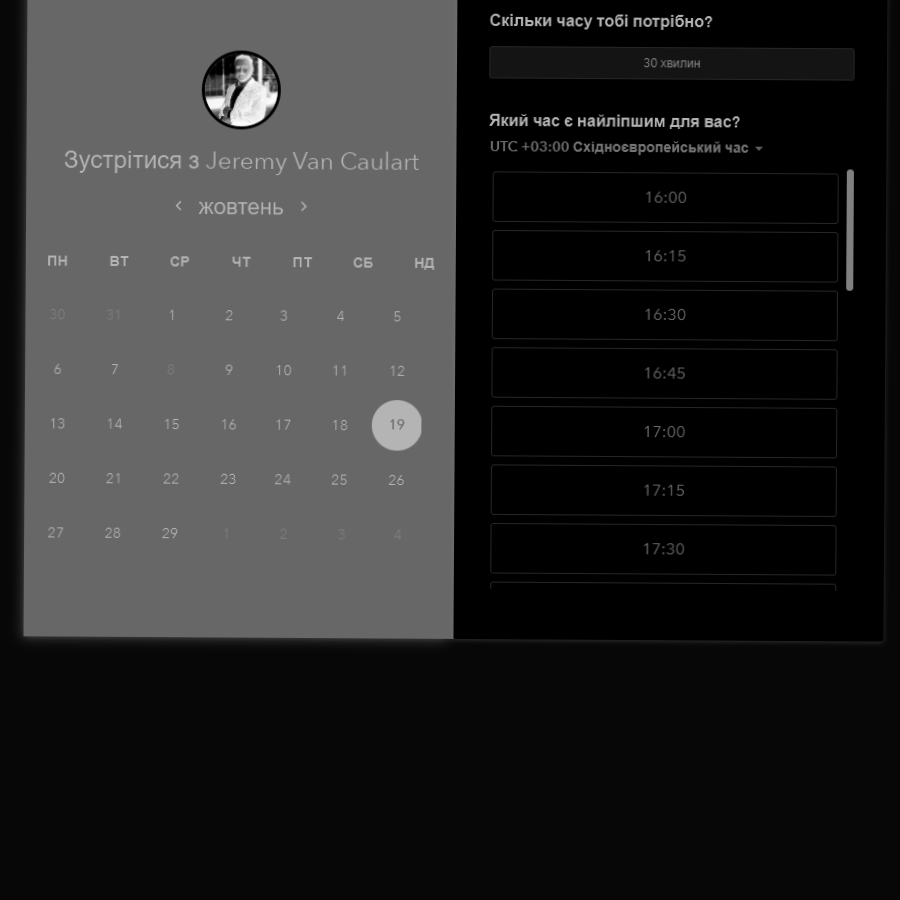 Зустрітися з Jeremy Van Caulart
‹ жовтень ›
ПН ВТ СР ЧТ ПТ СБ НД
30 31 1 2 3 4 5
6 7 8 9 10 11 12
13 14 15 16 17 18 19
20 21 22 23 24 25 26
27 28 29 1 2 3 4
Скільки часу тобі потрібно?
30 хвилин
Який час є найліпшим для вас?
UTC +03:00 Східноєвропейський час
16:00
16:15
16:30
16:45
17:00
17:15
17:30